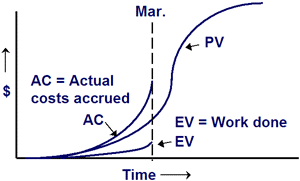 Mar.
PV
AC = Actual
costs accrued
$
AC
EV = Work done
EV
Time